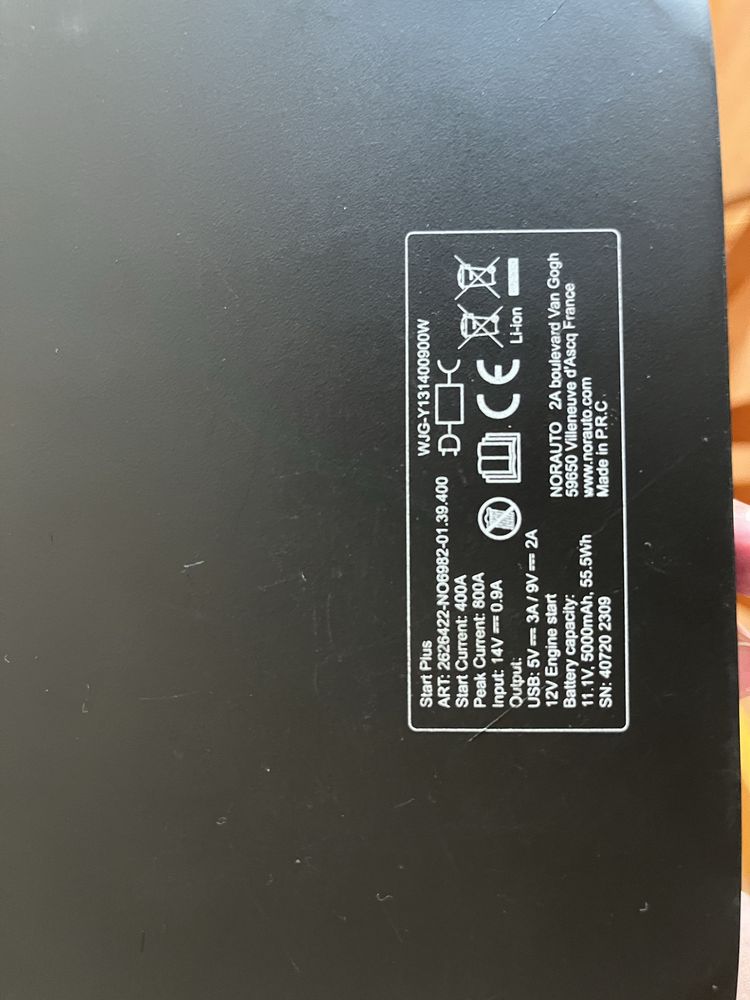 Start Plus
ART: 2626422-NO6982-01.39.400
Start Current: 400A
Peak Current: 800A
Input: 14V ⎓ 0.9A
Output:
USB: 5V ⎓ 3A / 9V ⎓ 2A
12V Engine start
Battery capacity:
11.1V, 5000mAh, 55.5Wh
SN: 40720 2309
WJG-Y131400900W
CE
Li-ion
NORAUTO 2A boulevard Van Gogh
59650 Villeneuve d'Ascq France
www.norauto.com
Made in P.R.C